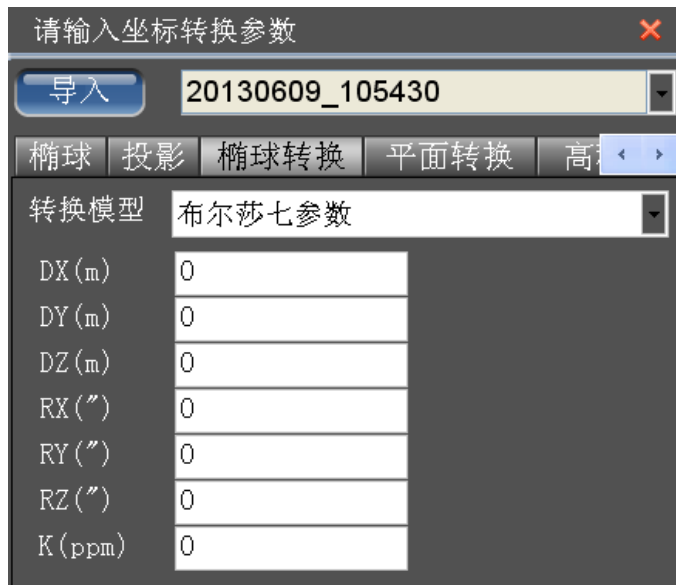 请输入坐标转换参数
导入 20130609_105430
椭球 投影 椭球转换 平面转换 高
转换模型 布尔莎七参数
DX(m) 0
DY(m) 0
DZ(m) 0
RX(″) 0
RY(″) 0
RZ(″) 0
K(ppm) 0